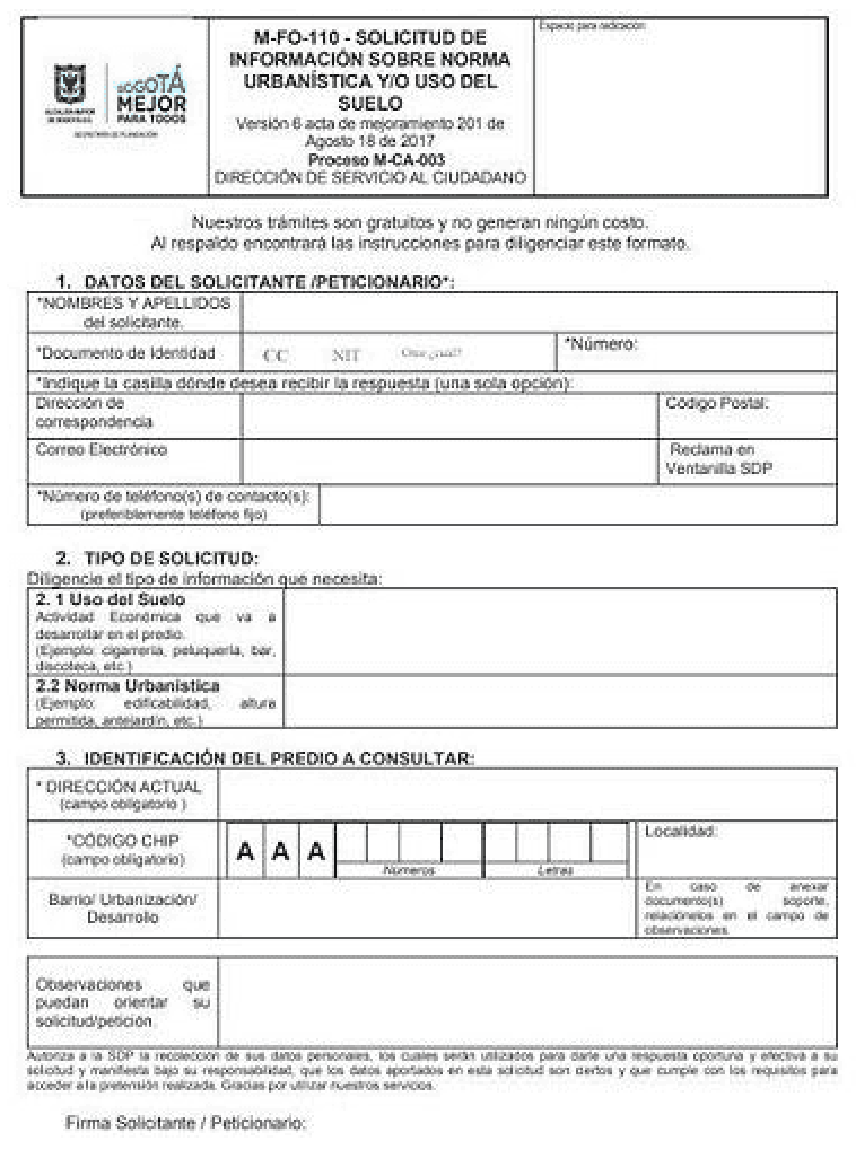 BOGOTÁ
MEJOR
PARA TODOS
ALCALDÍA MAYOR
DE BOGOTÁ D.C.
SECRETARÍA DE PLANEACIÓN
M-FO-110 - SOLICITUD DE
INFORMACIÓN SOBRE NORMA
URBANÍSTICA Y/O USO DEL
SUELO
Versión 6 acta de mejoramiento 201 de
Agosto 18 de 2017
Proceso M-CA-003
DIRECCIÓN DE SERVICIO AL CIUDADANO
Espacio para radicación
Nuestros trámites son gratuitos y no generan ningún costo.
Al respaldo encontrará las instrucciones para diligenciar este formato.
1. DATOS DEL SOLICITANTE /PETICIONARIO*:
*NOMBRES Y APELLIDOS
del solicitante.
*Documento de Identidad CC NIT Otro ¿cuál? *Número:
*Indique la casilla dónde desea recibir la respuesta (una sola opción):
Dirección de
correspondencia
Código Postal:
Correo Electrónico
Reclama en
Ventanilla SDP
*Número de teléfono(s) de contacto(s):
(preferiblemente teléfono fijo)
2. TIPO DE SOLICITUD:
Diligencie el tipo de información que necesita:
2. 1 Uso del Suelo
Actividad Económica que va a
desarrollar en el predio.
(Ejemplo: cigarrería, peluquería, bar,
discoteca, etc.)
2.2 Norma Urbanística
(Ejemplo: edificabilidad, altura
permitida, antejardín, etc.)
3. IDENTIFICACIÓN DEL PREDIO A CONSULTAR:
* DIRECCIÓN ACTUAL
(campo obligatorio )
*CÓDIGO CHIP
(campo obligatorio)
A A A
Números Letras
Localidad:
Barrio/ Urbanización/
Desarrollo
En caso de anexar
documento(s) soporte,
relaciónelos en el campo de
observaciones.
Observaciones que
puedan orientar su
solicitud/petición
Autoriza a la SDP la recolección de sus datos personales, los cuales serán utilizados para darle una respuesta oportuna y efectiva a su
solicitud y manifiesta bajo su responsabilidad, que los datos aportados en esta solicitud son ciertos y que cumple con los requisitos para
acceder a la pretensión realizada. Gracias por utilizar nuestros servicios.
Firma Solicitante / Peticionario: